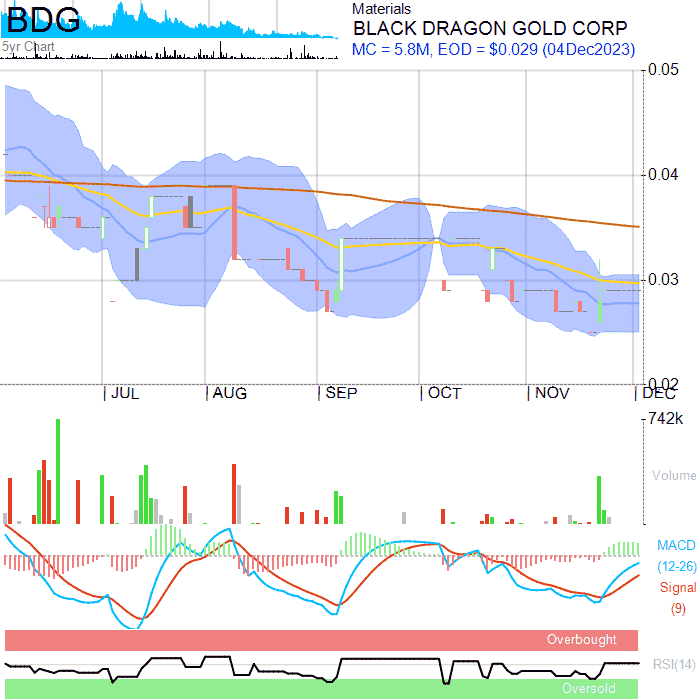 BDG
5yr Chart
Materials
BLACK DRAGON GOLD CORP
MC = 5.8M, EOD = $0.029 (04Dec2023)
0.05
0.04
0.03
0.02
JUL AUG SEP OCT NOV DEC
742k
Volume
MACD
(12-26)
Signal
(9)
Overbought
RSI(14)
Oversold